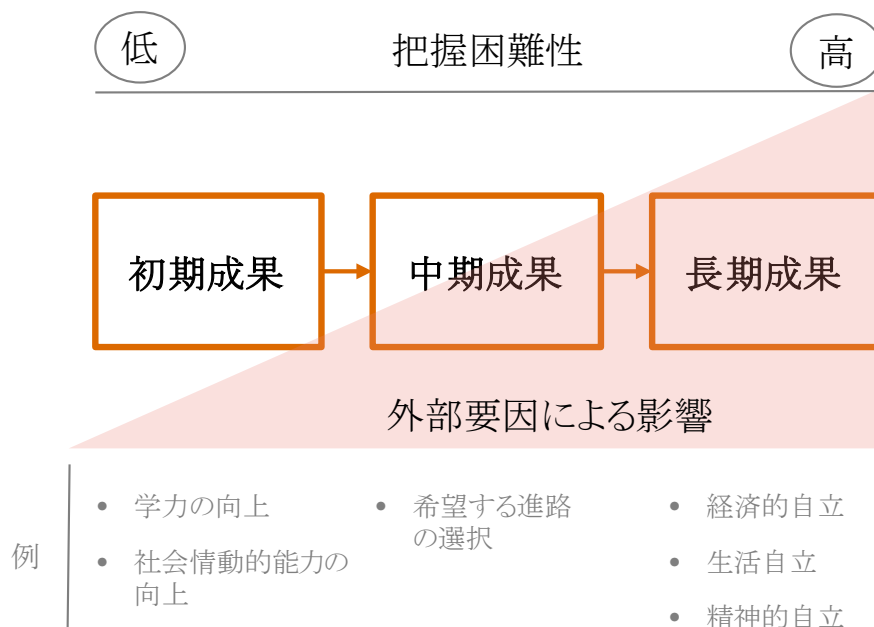 低 把握困難性 高
初期成果 中期成果 長期成果
外部要因による影響
例
• 学力の向上
• 社会情動的能力の
向上
• 希望する進路
の選択
• 経済的自立
• 生活自立
• 精神的自立